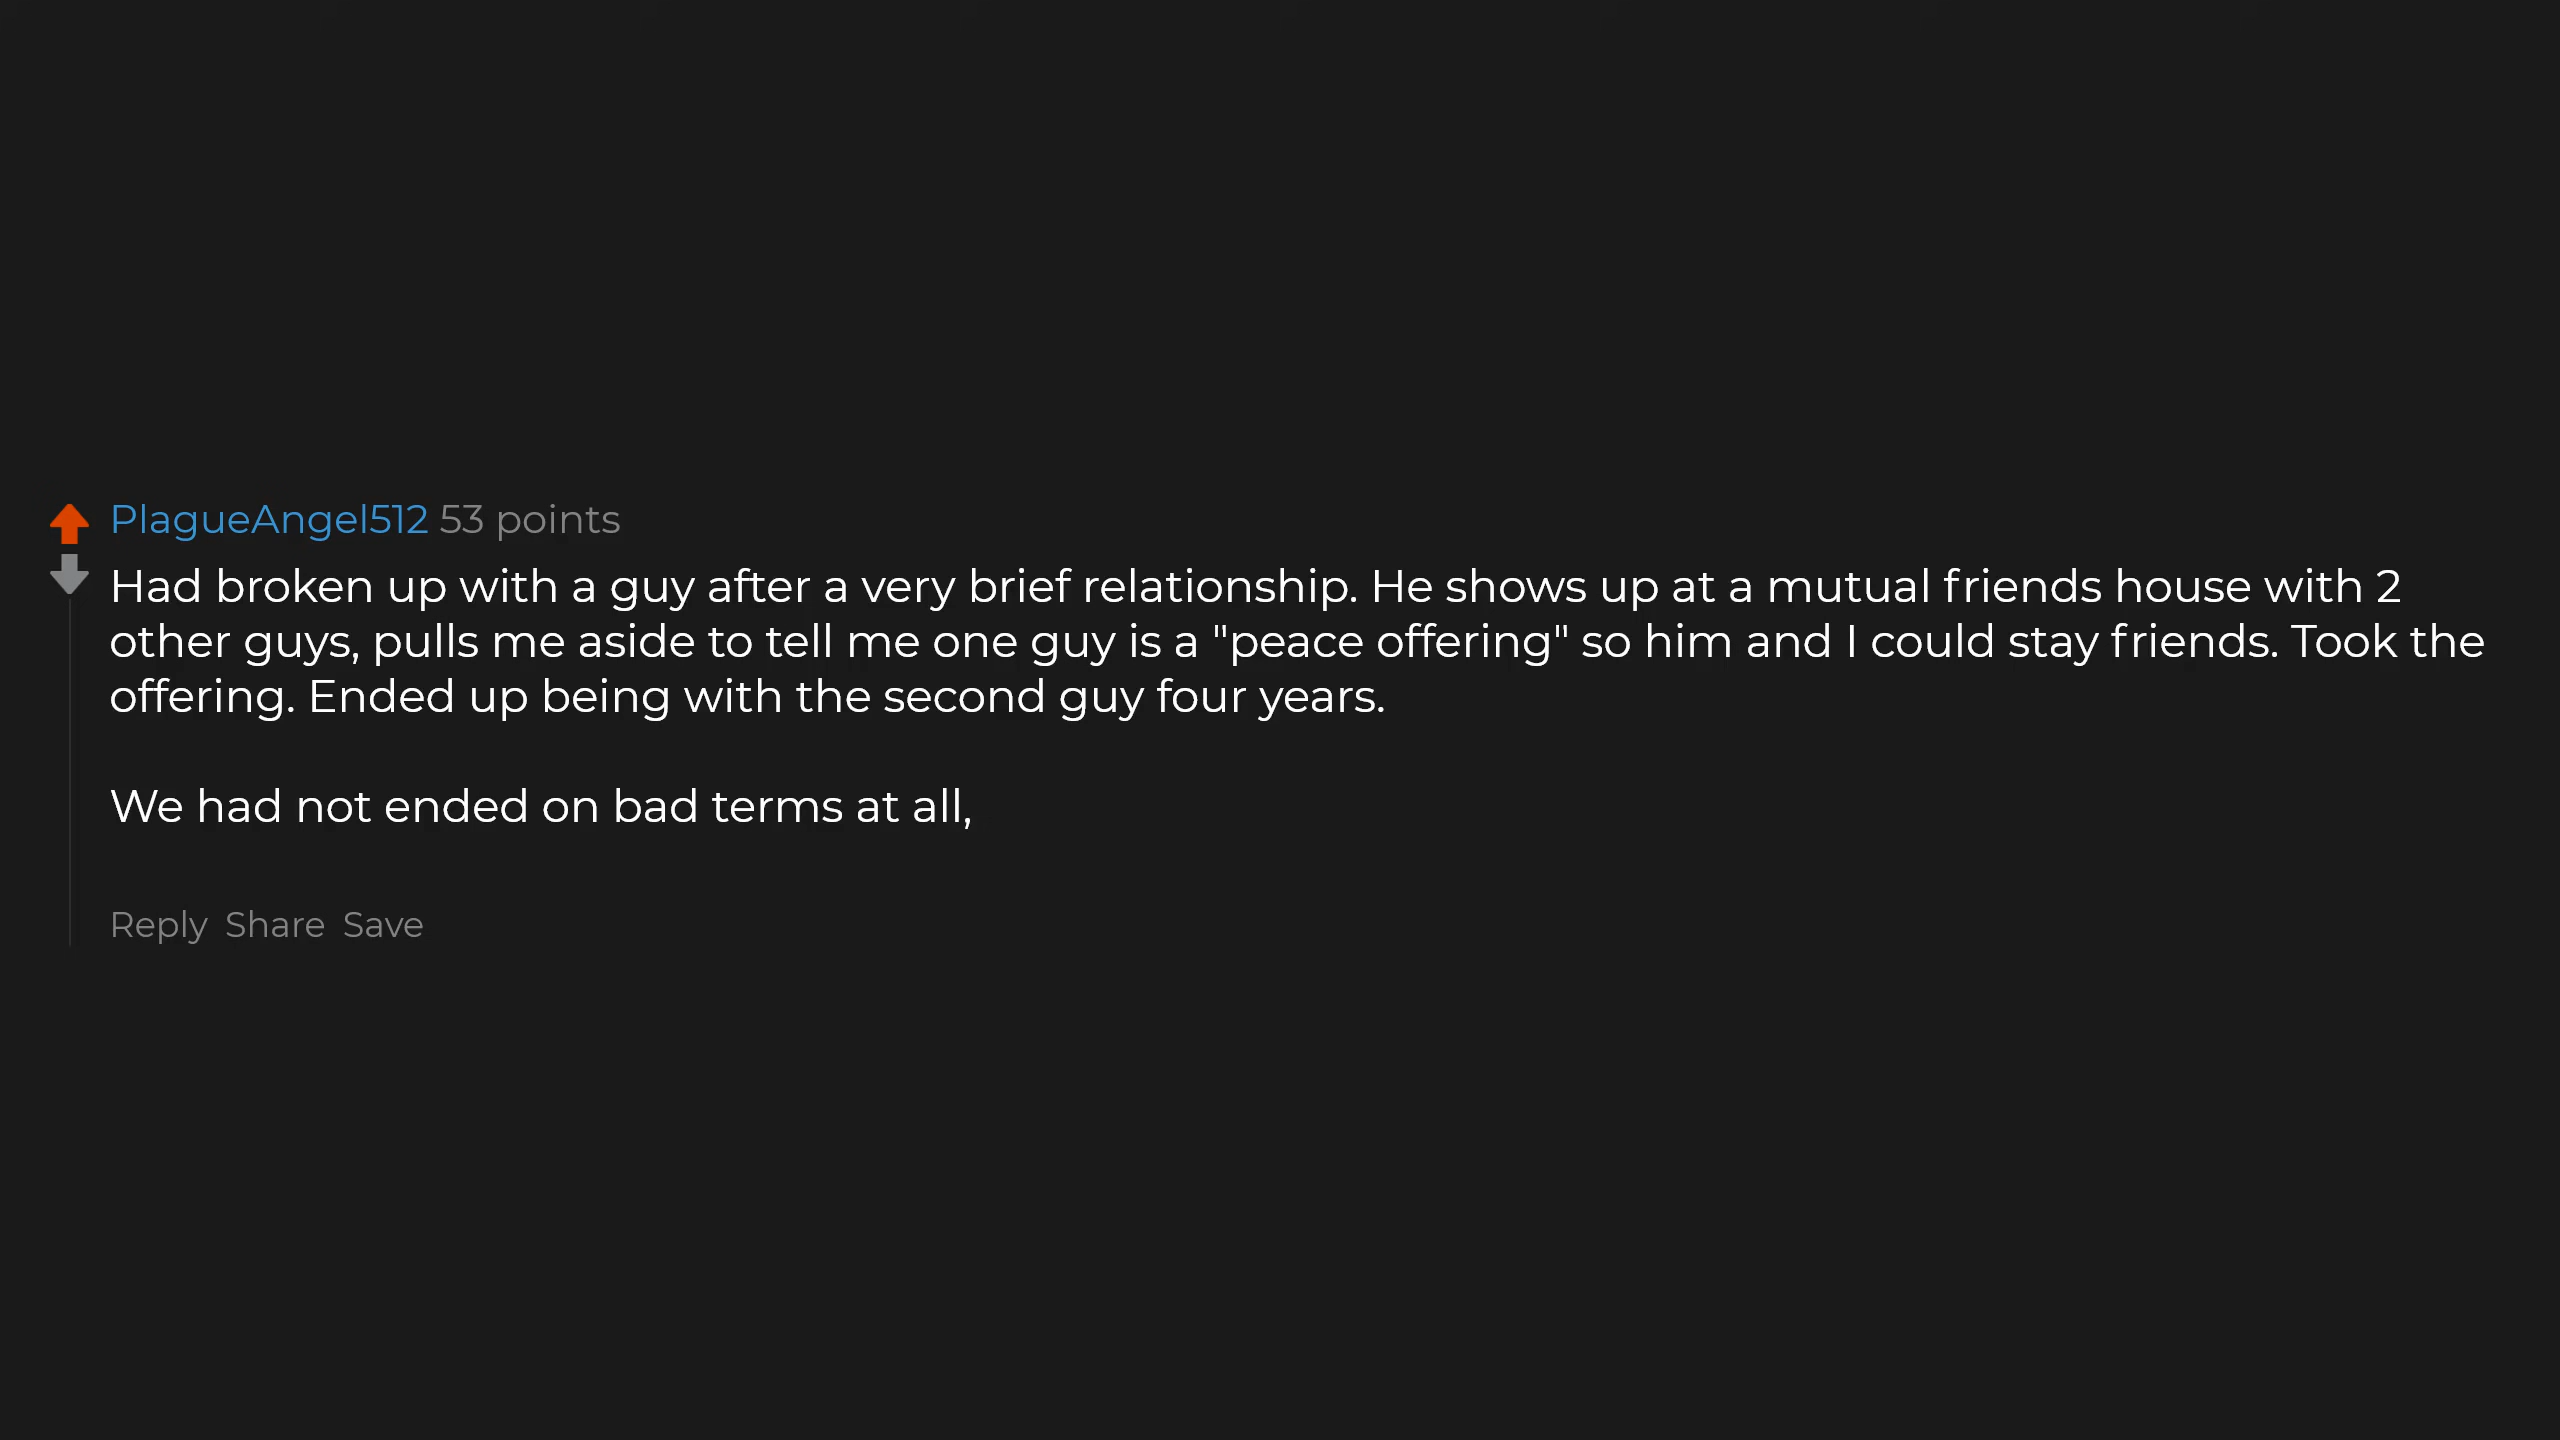 PlagueAngel512 53 points
Had broken up with a guy after a very brief relationship. He shows up at a mutual friends house with 2
other guys, pulls me aside to tell me one guy is a "peace offering" so him and I could stay friends. Took the
offering. Ended up being with the second guy four years.
We had not ended on bad terms at all,
Reply Share Save